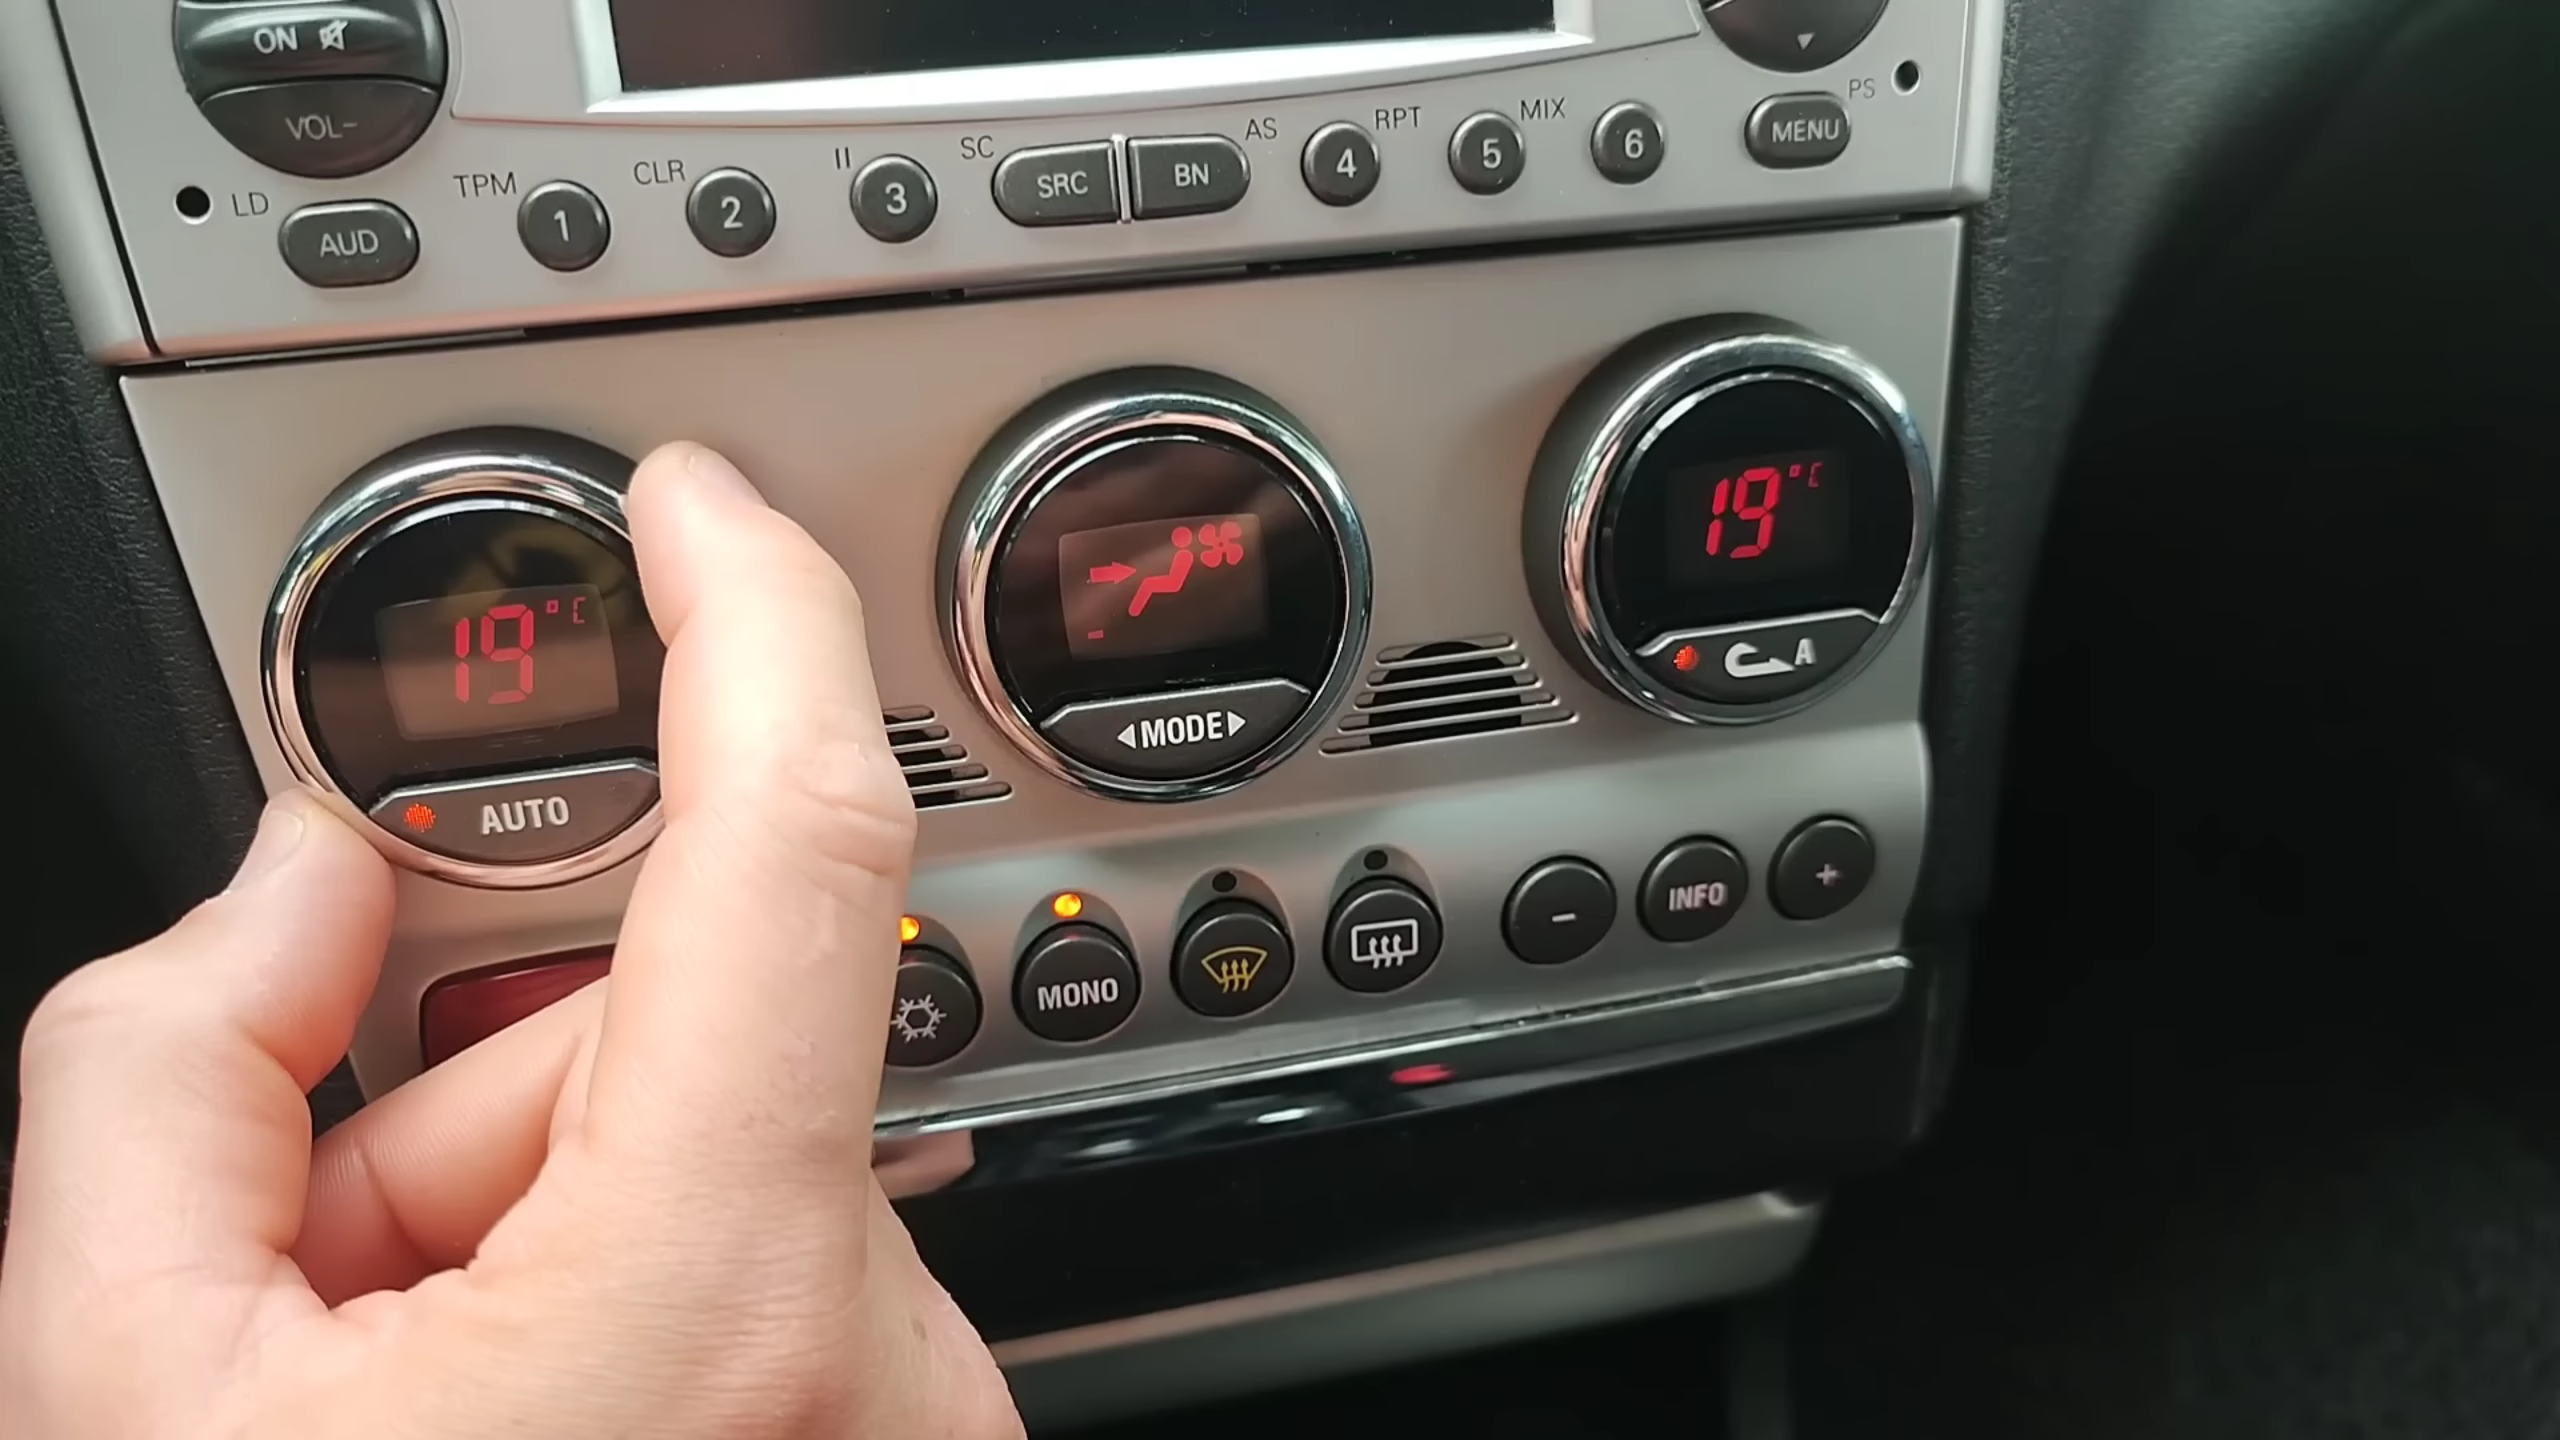 ON
VOL-
LD AUD TPM 1 CLR 2 II 3 SC SRC BN AS 4 RPT 5 MIX 6 MENU PS
19°C
19°C
AUTO
◀MODE▶
A
MONO
- INFO +